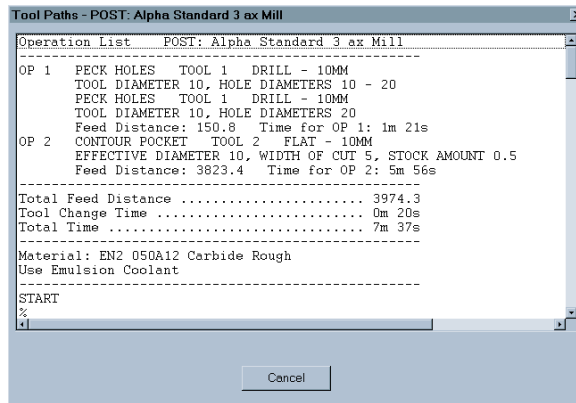 Tool Paths - POST: Alpha Standard 3 ax Mill
Operation List    POST: Alpha Standard 3 ax Mill
--------------------------------------------------
OP 1   PECK HOLES   TOOL 1   DRILL - 10MM
       TOOL DIAMETER 10, HOLE DIAMETERS 10 - 20
       PECK HOLES   TOOL 1   DRILL - 10MM
       TOOL DIAMETER 10, HOLE DIAMETERS 20
       Feed Distance: 150.8   Time for OP 1: 1m 21s
OP 2   CONTOUR POCKET   TOOL 2   FLAT - 10MM
       EFFECTIVE DIAMETER 10, WIDTH OF CUT 5, STOCK AMOUNT 0.5
       Feed Distance: 3823.4   Time for OP 2: 5m 56s
--------------------------------------------------
Total Feed Distance ....................... 3974.3
Tool Change Time .......................... 0m 20s
Total Time ................................ 7m 37s
--------------------------------------------------
Material: EN2 050A12 Carbide Rough
Use Emulsion Coolant
--------------------------------------------------
START
%
Cancel